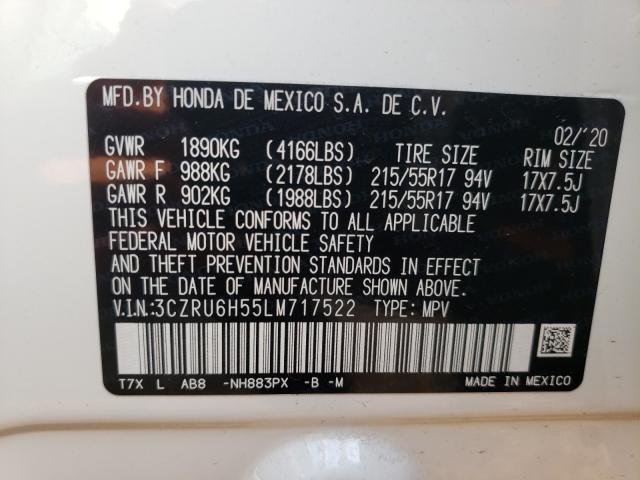 MFD.BY HONDA DE MEXICO S.A. DE C.V.
02/'20
GVWR 1890KG (4166LBS) TIRE SIZE RIM SIZE
GAWR F 988KG (2178LBS) 215/55R17 94V 17X7.5J
GAWR R 902KG (1988LBS) 215/55R17 94V 17X7.5J
THIS VEHICLE CONFORMS TO ALL APPLICABLE
FEDERAL MOTOR VEHICLE SAFETY
AND THEFT PREVENTION STANDARDS IN EFFECT
ON THE DATE OF MANUFACTURE SHOWN ABOVE.
V.I.N:3CZRU6H55LM717522 TYPE: MPV
T7X L AB8 -NH883PX -B -M MADE IN MEXICO